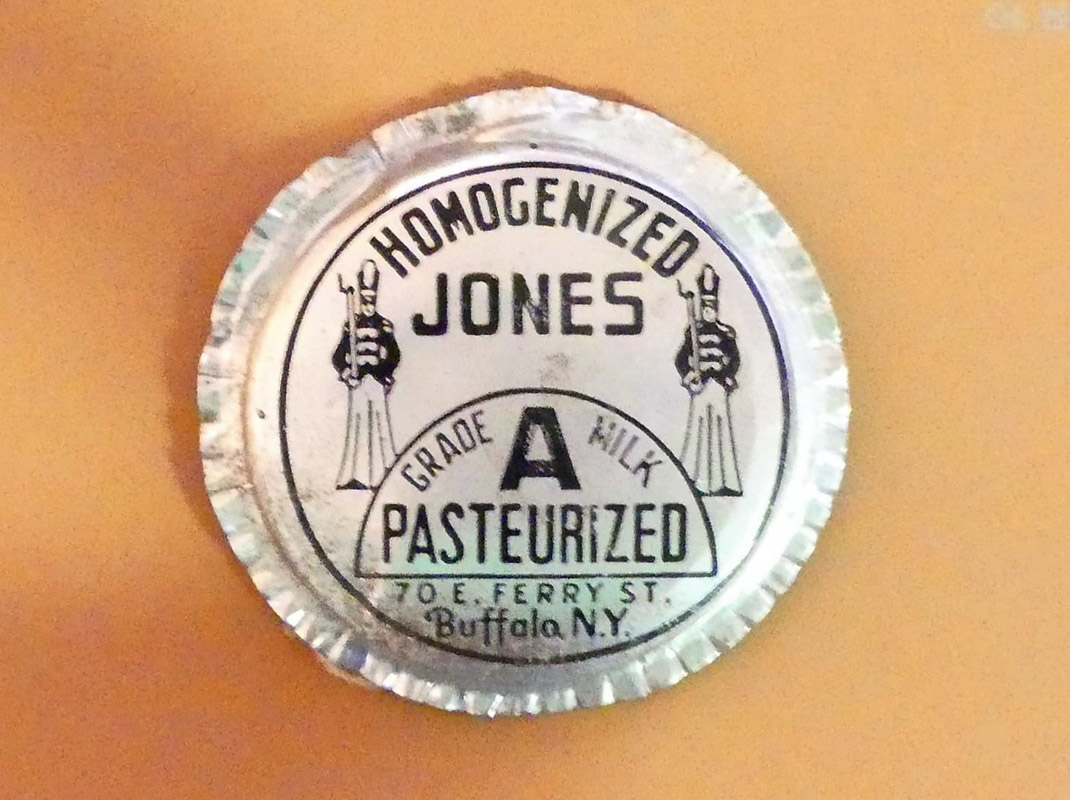 HOMOGENIZED
JONES
GRADE A MILK
PASTEURIZED
70 E. FERRY ST.
Buffalo N.Y.